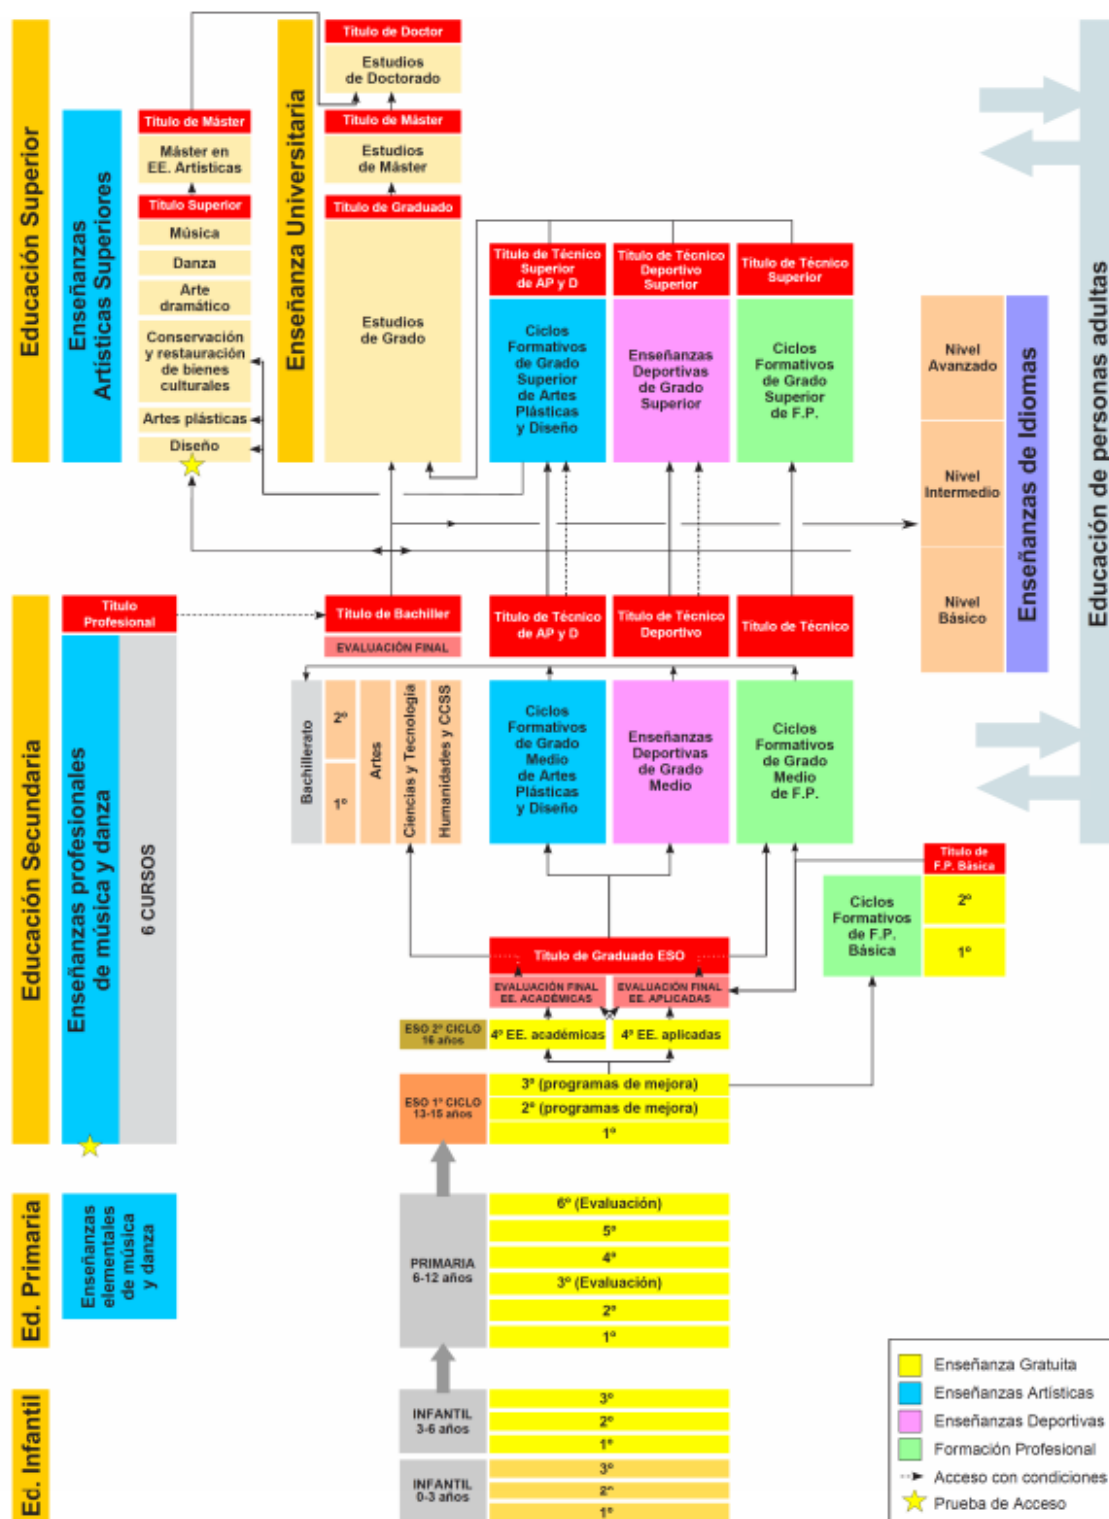 Educación Superior
Enseñanzas
Artísticas Superiores
Título de Máster
Máster en
EE. Artísticas
Título Superior
Música
Danza
Arte
dramático
Conservación
y restauración
de bienes
culturales
Artes plásticas
Diseño
Enseñanza Universitaria
Título de Doctor
Estudios
de Doctorado
Título de Máster
Estudios
de Máster
Título de Graduado
Estudios
de Grado
Título de Técnico
Superior
de AP y D
Ciclos
Formativos
de Grado
Superior
de Artes
Plásticas
y Diseño
Título de Técnico
Deportivo
Superior
Enseñanzas
Deportivas
de Grado
Superior
Título de Técnico
Superior
Ciclos
Formativos
de Grado
Superior
de F.P.
Nivel
Avanzado
Nivel
Intermedio
Nivel
Básico
Enseñanzas de Idiomas
Educación de personas adultas
Educación Secundaria
Título
Profesional
Enseñanzas profesionales
de música y danza
6 CURSOS
Título de Bachiller
EVALUACIÓN FINAL
Bachillerato
2º
1º
Artes
Ciencias y Tecnología
Humanidades y CCSS
Título de Técnico
de AP y D
Ciclos
Formativos
de Grado
Medio
de Artes
Plásticas
y Diseño
Título de Técnico
Deportivo
Enseñanzas
Deportivas
de Grado
Medio
Título de Técnico
Ciclos
Formativos
de Grado
Medio
de F.P.
Título de
F.P. Básica
Ciclos
Formativos
de F.P.
Básica
2º
1º
Título de Graduado ESO
EVALUACIÓN FINAL
EE. ACADÉMICAS
EVALUACIÓN FINAL
EE. APLICADAS
ESO 2º CICLO
16 años
4º EE. académicas
4º EE. aplicadas
ESO 1º CICLO
13-15 años
3º (programas de mejora)
2º (programas de mejora)
1º
Ed. Primaria
Enseñanzas
elementales
de música
y danza
PRIMARIA
6-12 años
6º (Evaluación)
5º
4º
3º (Evaluación)
2º
1º
Ed. Infantil
INFANTIL
3-6 años
3º
2º
1º
INFANTIL
0-3 años
3º
2º
1º
Enseñanza Gratuita
Enseñanzas Artísticas
Enseñanzas Deportivas
Formación Profesional
Acceso con condiciones
Prueba de Acceso